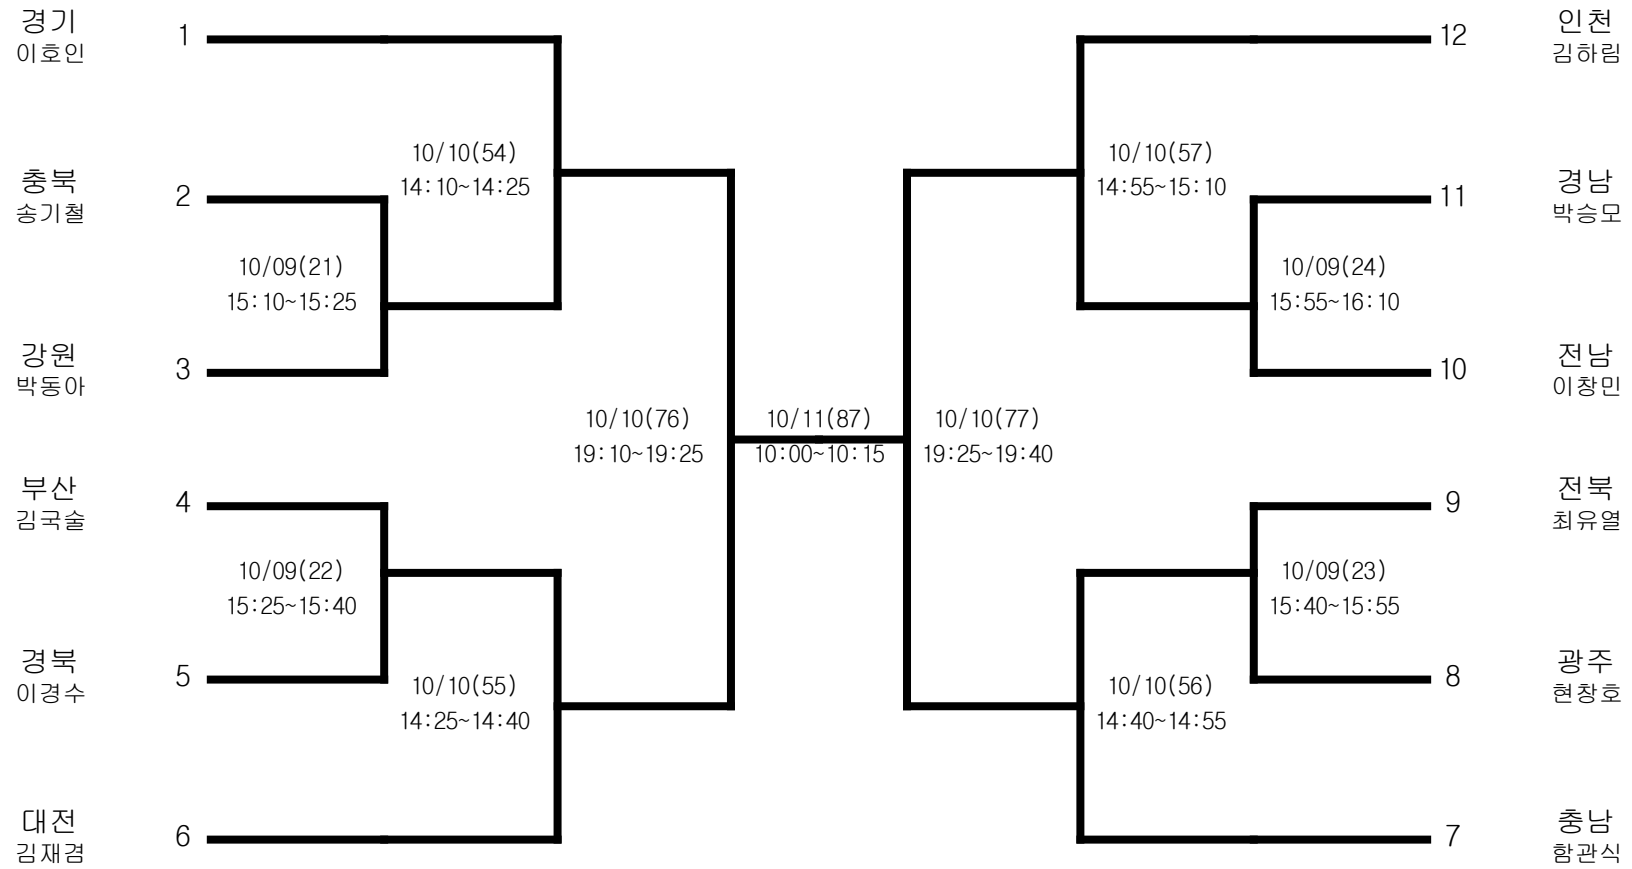 경기 1 12 인천
이호인 김하림
10/10(54) 10/10(57)
14:10~14:25 14:55~15:10
충북 2 11 경남
송기철 박승모
10/09(21) 10/09(24)
15:10~15:25 15:55~16:10
강원 3 10 전남
박동아 이창민
10/10(76) 10/11(87) 10/10(77)
19:10~19:25 10:00~10:15 19:25~19:40
부산 4 9 전북
김국술 최유열
10/09(22) 10/09(23)
15:25~15:40 15:40~15:55
경북 5 8 광주
이경수 현창호
10/10(55) 10/10(56)
14:25~14:40 14:40~14:55
대전 6 7 충남
김재겸 함관식